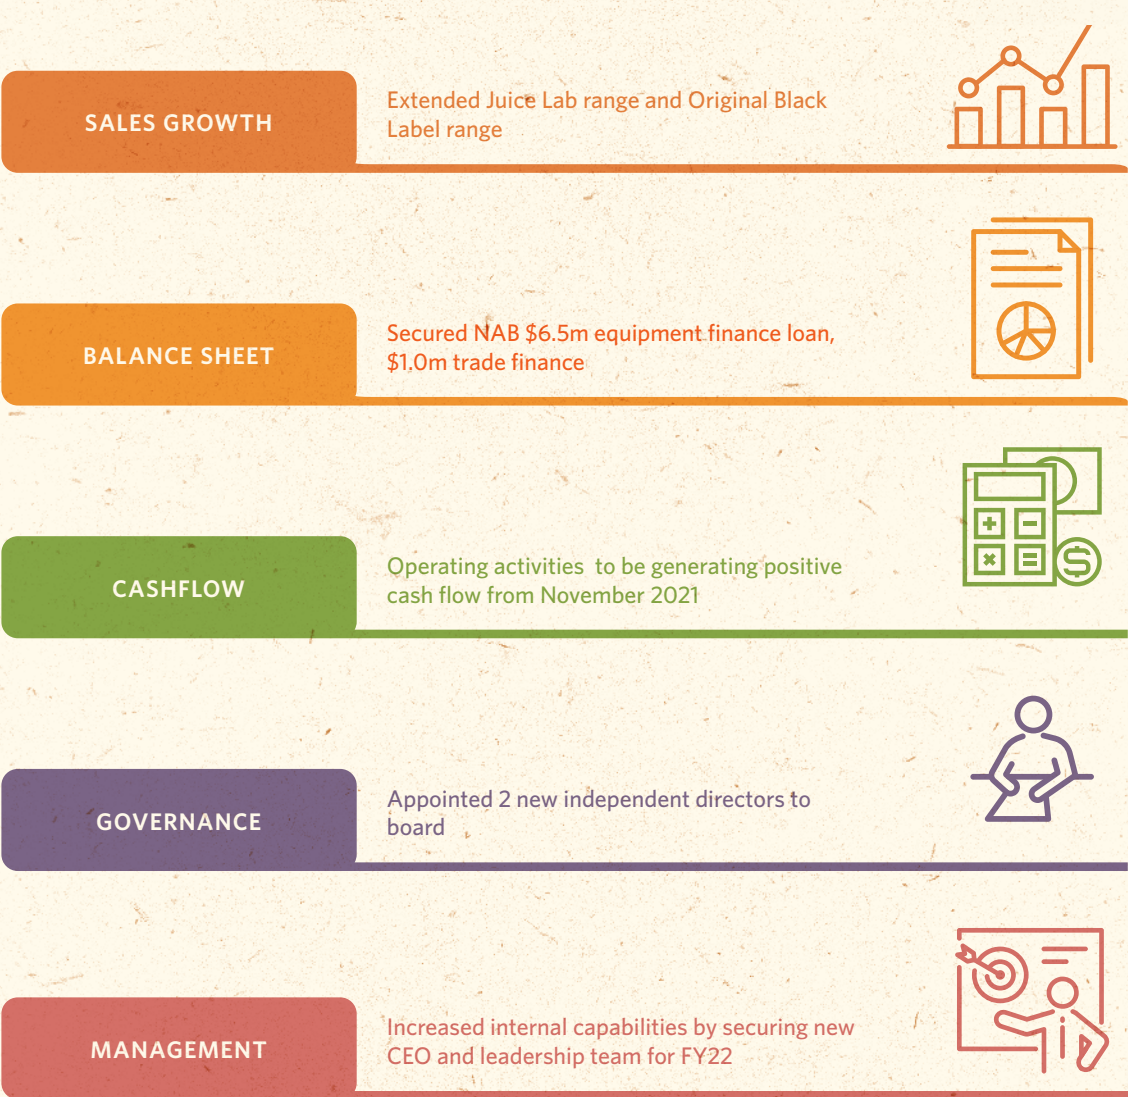 SALES GROWTH
Extended Juice Lab range and Original Black
Label range
BALANCE SHEET
Secured NAB $6.5m equipment finance loan,
$1.0m trade finance
CASHFLOW
Operating activities  to be generating positive
cash flow from November 2021
GOVERNANCE
Appointed 2 new independent directors to
board
MANAGEMENT
Increased internal capabilities by securing new
CEO and leadership team for FY22